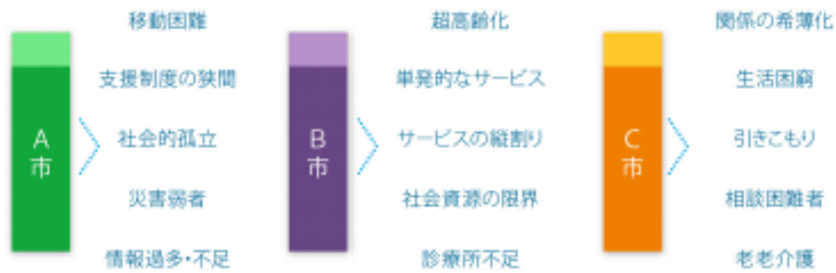 A市
移動困難
支援制度の狭間
社会的孤立
災害弱者
情報過多・不足
B市
超高齢化
単発的なサービス
サービスの縦割り
社会資源の限界
診療所不足
C市
関係の希薄化
生活困窮
引きこもり
相談困難者
老老介護